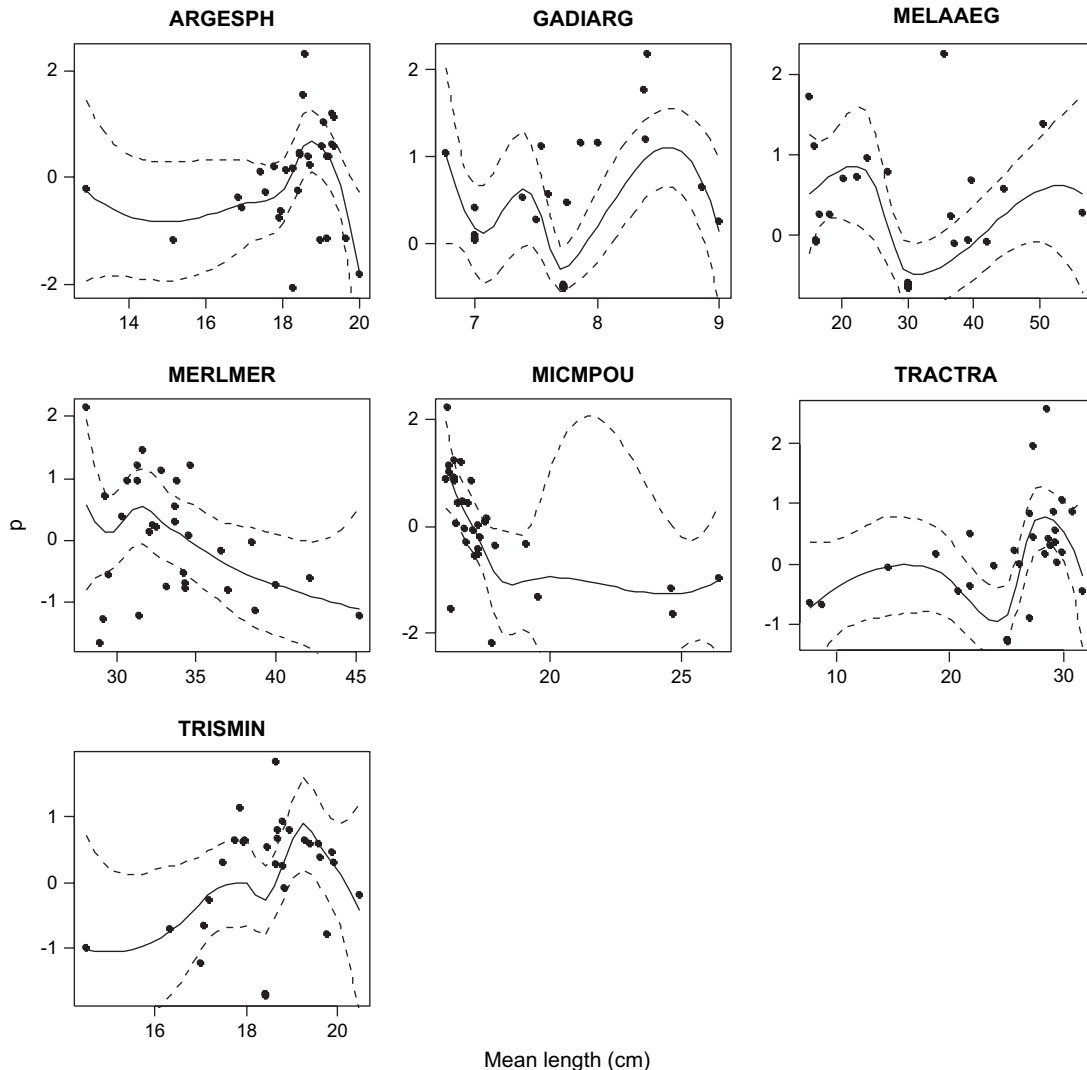 ARGESPH GADIARG MELAAEG
2 2 2
1 1
0 0 0
-2
14 16 18 20 7 8 9 20 30 40 50
MERLMER MICMPOU TRACTRA
2 2 2
1 1
0 0 0
-1 -2 -1
30 35 40 45 20 25 10 20 30
p
TRISMIN
1
0
-1
16 18 20
Mean length (cm)